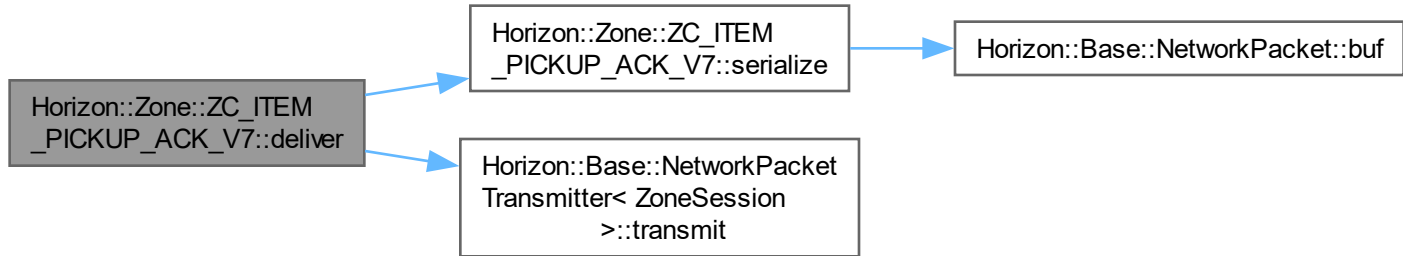 Horizon::Zone::ZC_ITEM
_PICKUP_ACK_V7::deliver
Horizon::Zone::ZC_ITEM
_PICKUP_ACK_V7::serialize
Horizon::Base::NetworkPacket::buf
Horizon::Base::NetworkPacket
Transmitter< ZoneSession
>::transmit